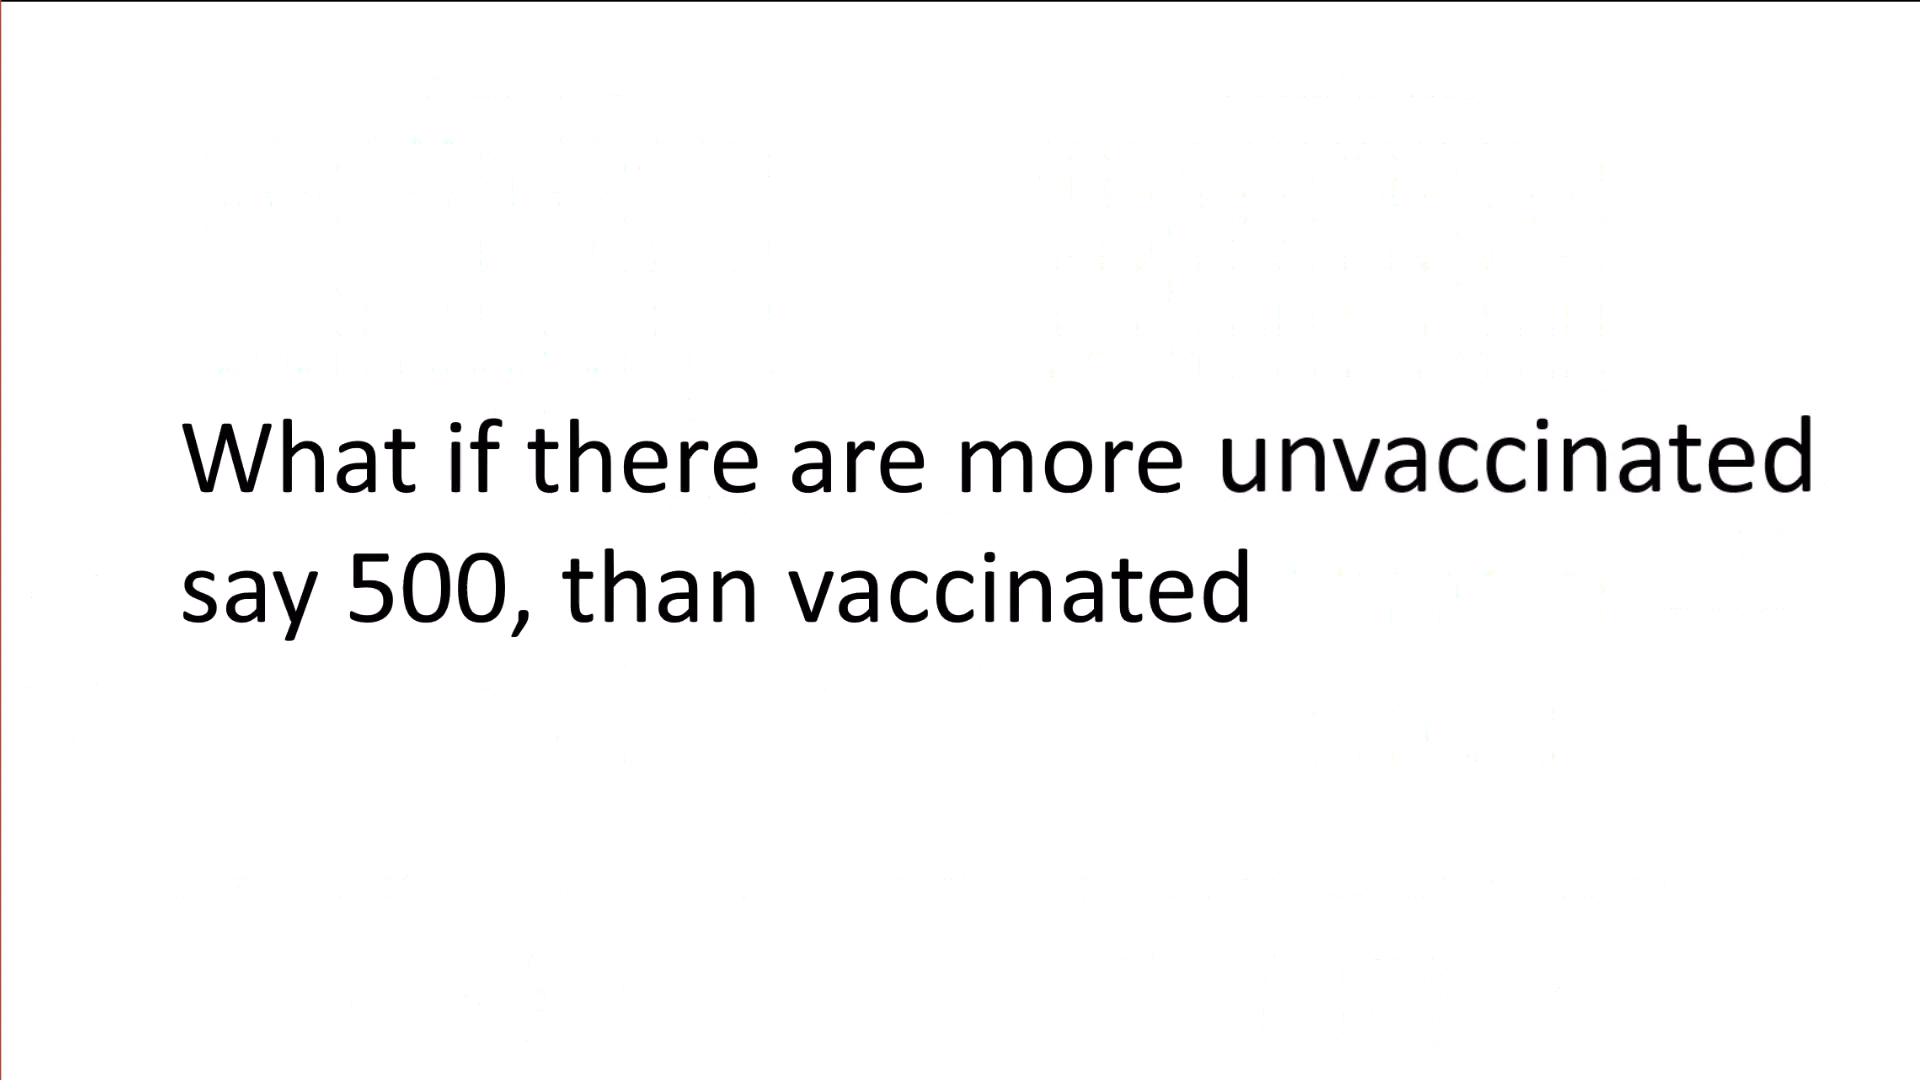 What if there are more unvaccinated
say 500, than vaccinated